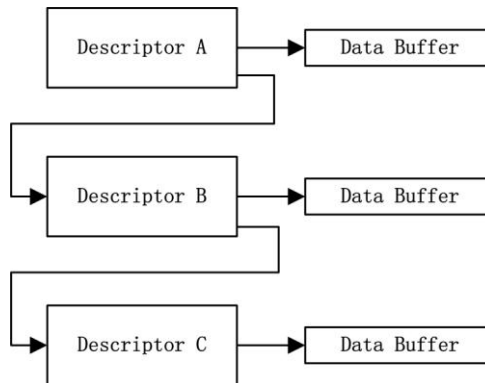 Descriptor A
Data Buffer
Descriptor B
Data Buffer
Descriptor C
Data Buffer